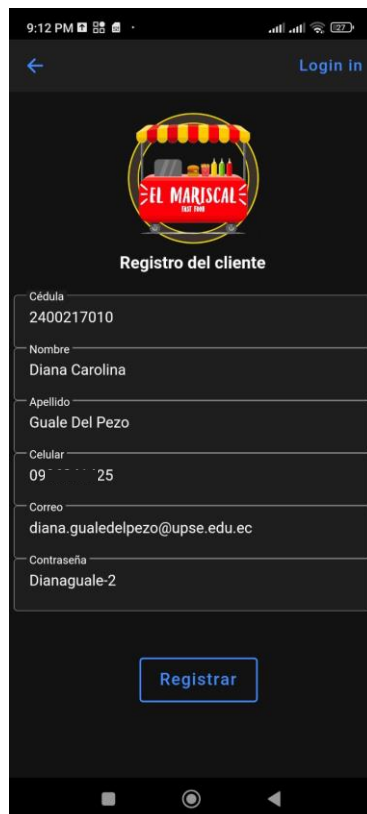 9:12 PM
27
Login in
EL MARISCAL
FAST FOOD
Registro del cliente
Cédula
2400217010
Nombre
Diana Carolina
Apellido
Guale Del Pezo
Celular
09 25
Correo
diana.gualedelpezo@upse.edu.ec
Contraseña
Dianaguale-2
Registrar